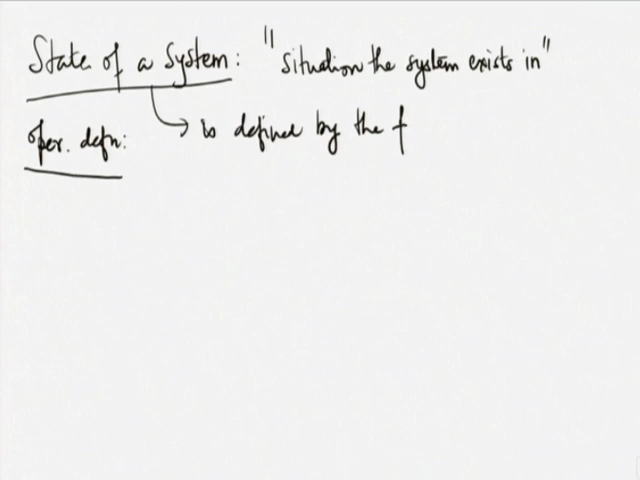 State of a System: "situation the system exists in"
oper. defn: → is defined by the f